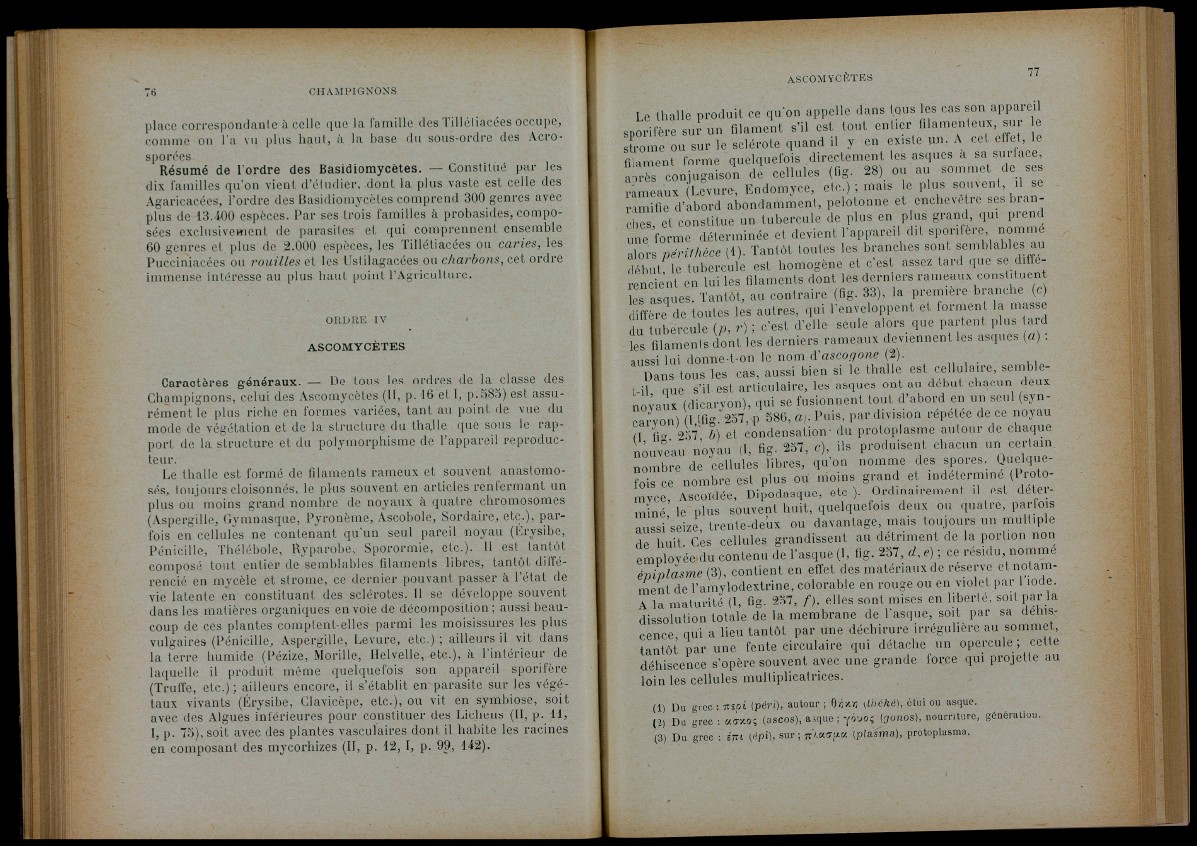 76
CHAMPIGNONS
place correspondante à celle que la famille des Tillétiacées occupe,
comme on l'a vu plus haut, à la base du sous-ordre des Acro-
sporées
Résumé de l'ordre des Basidiomycètes. — Constitué par les
dix familles qu'on vient d'étudier, dont la plus vaste est celle des
Agaricacées, l'ordre des Basidiomycètes comprend 300 genres avec
plus de 13.400 espèces. Par ses trois familles à probasides, compo-
sées exclusivement de parasites et qui comprennent ensemble
60 genres et plus de 2.000 espèces, les Tillétiacées ou caries, les
Pucciniacées ou rouilles et les Ustilagacées ou charbons, cet ordre
immense intéresse au plus haut point l'Agriculture.
ORDRE IV
ASCOMYCÈTES
Caractères généraux. — De tous les ordres de la classe des
Champignons, celui des Ascomycètes (II, p. 16 et I, p. 585) est assu-
rément le plus riche en formes variées, tant au point de vue du
mode de végétation et de la structure du thalle que sous le rap-
port de la structure et du polymorphisme de l'appareil reproduc-
teur.
Le thalle est formé de filaments rameux et souvent anastomo-
sés, toujours cloisonnés, le plus souvent en articles renfermant un
plus ou moins grand nombre de noyaux à quatre chromosomes
(Aspergille, Gymnasque, Pyronème, Ascobole, Sordaire, etc.), par-
fois en cellules ne contenant qu'un seul pareil noyau (Érysibe,
Pénicille, Thélébole, Ryparobe, Sporormie, etc.). Il est tantôt
composé tout entier de semblables filaments libres, tantôt diffé-
rencié en mycèle et strome, ce dernier pouvant passer à l'état de
vie latente en constituant des sclérotes. Il se développe souvent
dans les matières organiques en voie de décomposition ; aussi beau-
coup de ces plantes comptent-elles parmi les moisissures les plus
vulgaires (Pénicille, Aspergille, Levure, etc.) ; ailleurs il vit dans
la terre humide (Pézize, Morille, Helvelle, etc.), à l'intérieur de
laquelle il produit même quelquefois son appareil sporifère
(Truffe, etc.) ; ailleurs encore, il s'établit en parasite sur les végé-
taux vivants (Érysibe, Clavicèpe, etc.), ou vit en symbiose, soit
avec des Algues inférieures pour constituer des Lichens (II, p. 11,
I, p. 75), soit avec des plantes vasculaires dont il habite les racines
en composant des mycorhizes (II, p. 12, I, p. 99, 142).
ASCOMYCÈTES
77
Le thalle produit ce qu'on appelle dans tous les cas son appareil
sporifère sur un filament s'il est tout entier filamenteux, sur le
strome ou sur le sclérote quand il y en existe un. A cet effet, le
filament forme quelquefois directement les asques à sa surface,
après conjugaison de cellules (fig. 28) ou au sommet de ses
rameaux (Levure, Endomyce, etc.) ; mais le plus souvent, il se
ramifie d'abord abondamment, pelotonne et enchevêtre ses bran-
ches, et constitue un tubercule de plus en plus grand, qui prend
une forme déterminée et devient l'appareil dit sporifère, nommé
alors périthèce (1). Tantôt toutes les branches sont semblables au
début, le tubercule est homogène et c'est assez tard que se diffé-
rencient en lui les filaments dont les derniers rameaux constituent
les asques. Tantôt, au contraire (fig. 33), la première branche (c)
diffère de toutes les autres, qui l'enveloppent et forment la masse
du tubercule (p, r) ; c'est d'elle seule alors que partent plus tard
les filaments dont les derniers rameaux deviennent les asques (a) :
aussi lui donne-t-on le nom d'ascogone (2).
Dans tous les cas, aussi bien si le thalle est cellulaire, semble-
t-il, que s'il est articulaire, les asques ont au début chacun deux
noyaux (dicaryon), qui se fusionnent tout d'abord en un seul (syn-
caryon) (I, fig. 257, p 586, a). Puis, par division répétée de ce noyau
(I, fig. 257, b) et condensation du protoplasme autour de chaque
nouveau noyau (I, fig. 257, c), ils produisent chacun un certain
nombre de cellules libres, qu'on nomme des spores. Quelque-
fois ce nombre est plus ou moins grand et indéterminé (Proto-
myce, Ascoïdée, Dipodasque, etc ). Ordinairement il est déter-
miné, le plus souvent huit, quelquefois deux ou quatre, parfois
aussi seize, trente-deux ou davantage, mais toujours un multiple
de huit. Ces cellules grandissent au détriment de la portion non
employée du contenu de l'asque (I, fig. 257, d, e) ; ce résidu, nommé
épiplasme (3), contient en effet des matériaux de réserve et notam-
ment de l'amylodextrine, colorable en rouge ou en violet par l'iode.
A la maturité (I, fig. 257, f), elles sont mises en liberté, soit par la
dissolution totale de la membrane de l'asque, soit par sa déhis-
cence, qui a lieu tantôt par une déchirure irrégulière au sommet,
tantôt par une fente circulaire qui détache un opercule ; cette
déhiscence s'opère souvent avec une grande force qui projette au
loin les cellules multiplicatrices.
(1) Du grec : περί (péri), autour ; θήκη (thékè), étui ou asque.
(2) Du grec : ασκος (ascos), asque ; γονος (gonos), nourriture, génération.
(3) Du grec : έπι (épi), sur ; πλασμα (plasma), protoplasma.